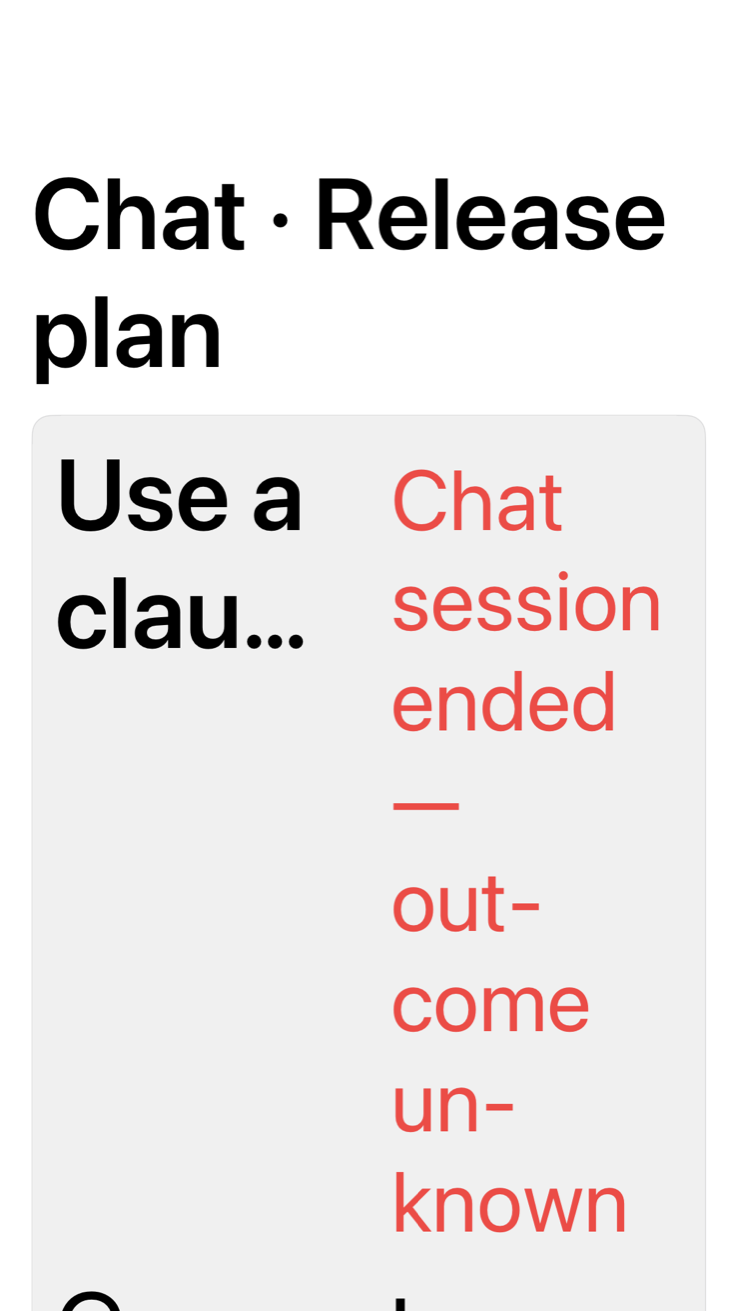 Chat · Release
plan
Use a
clau...
Chat
session
ended
—
out-
come
un-
known